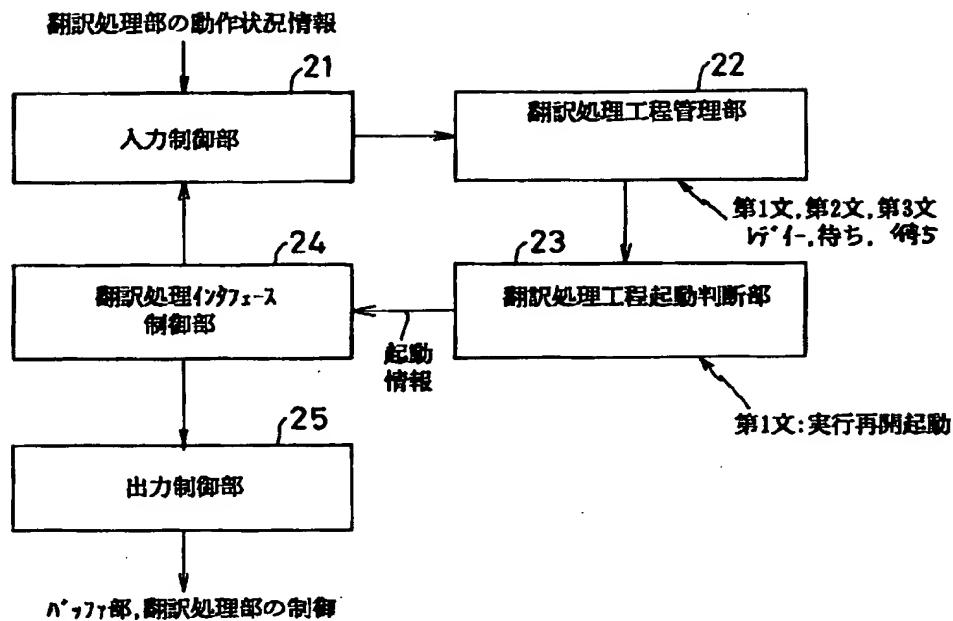 翻訳処理部の動作状況情報
21
入力制御部
22
翻訳処理工程管理部
第1文,第2文,第3文
ﾚﾃﾞｨｰ,待ち, 待ち
24
翻訳処理ｲﾝﾀﾌｪｰｽ
制御部
23
翻訳処理工程起動判断部
起動
情報
第1文:実行再開起動
25
出力制御部
ﾊﾞｯﾌｧ部,翻訳処理部の制御